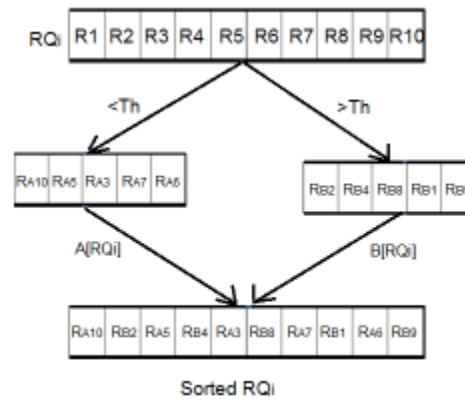 RQi R1 R2 R3 R4 R5 R6 R7 R8 R9 R10
<Th >Th
RA10 RA5 RA3 RA7 RA6
RB2 RB4 RB8 RB1
A[RQi] B[RQi]
RA10 RB2 RA5 RB4 RA3 RB8 RA7 RB1 RA6 RB9
Sorted RQi